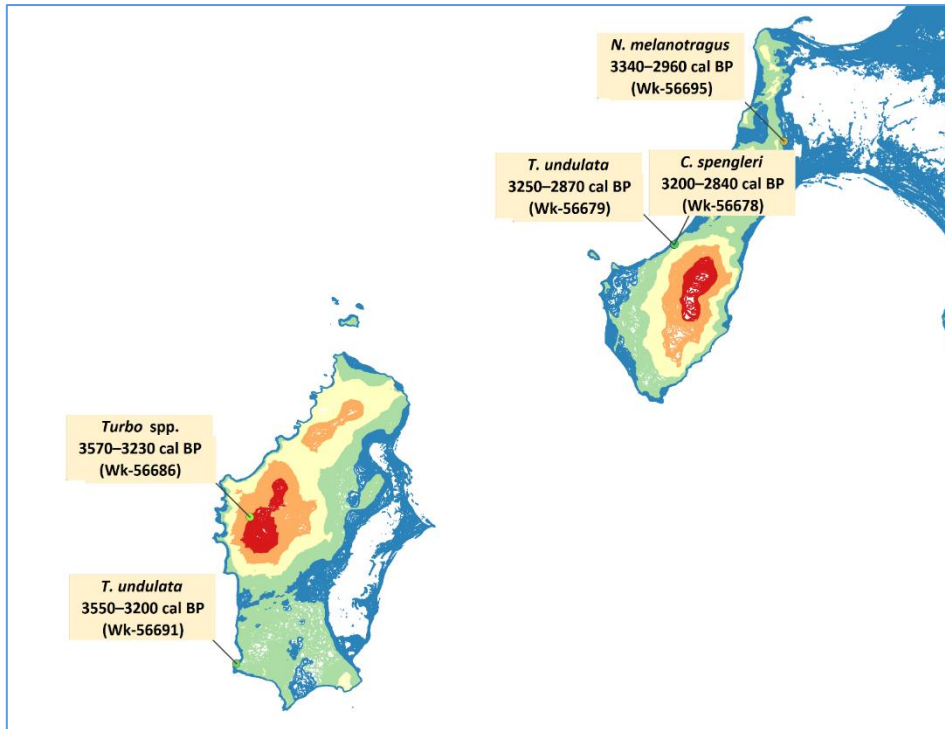 N. melanotragus
3340–2960 cal BP
(Wk-56695)
T. undulata
3250–2870 cal BP
(Wk-56679)
C. spengleri
3200–2840 cal BP
(Wk-56678)
Turbo spp.
3570–3230 cal BP
(Wk-56686)
T. undulata
3550–3200 cal BP
(Wk-56691)